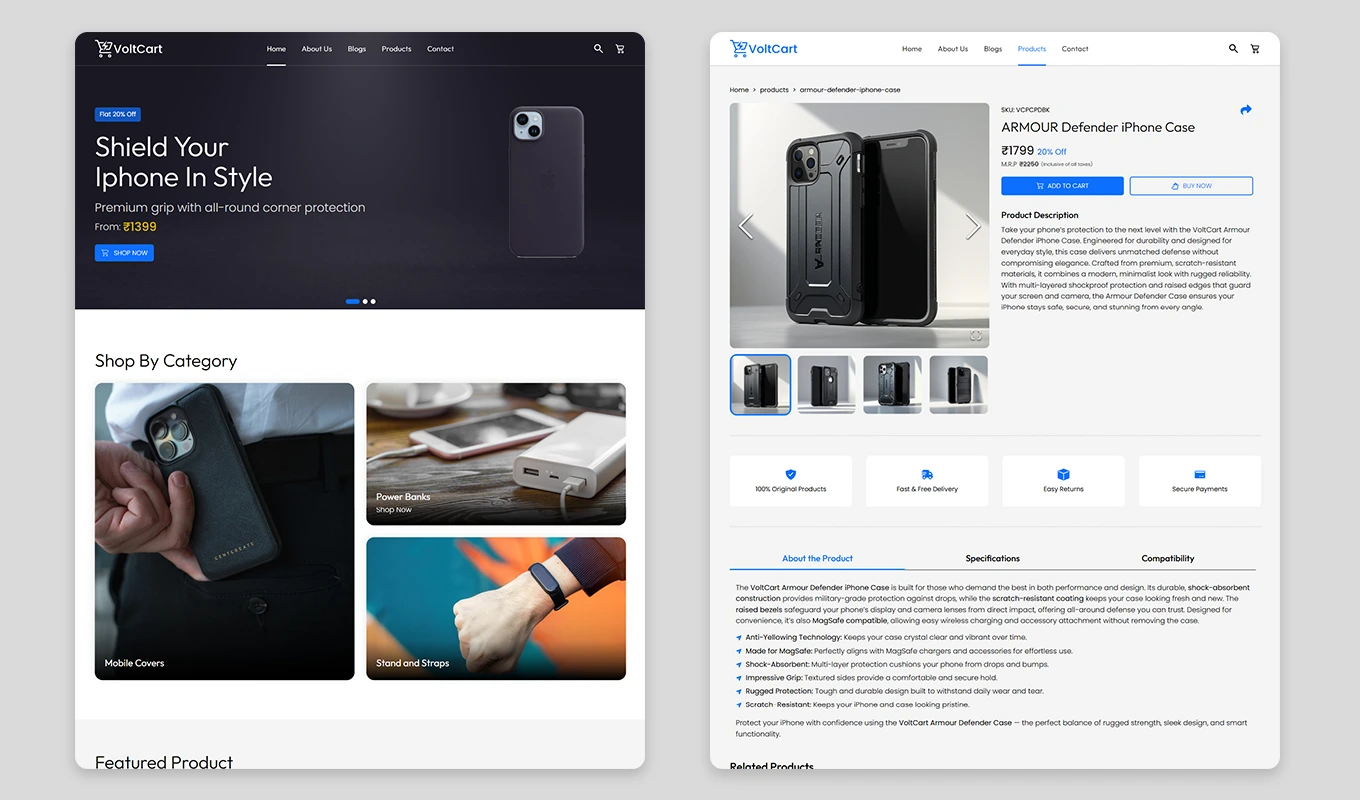 VoltCart
Home
About Us
Blogs
Products
Contact
Flat 20% Off
Shield Your
Iphone In Style
Premium grip with all-round corner protection
From: ₹1399
SHOP NOW
Shop By Category
CENTCREATE
Mobile Covers
Power Banks
Shop Now
Stand and Straps
Featured Product
VoltCart
Home
About Us
Blogs
Products
Contact
Home > products > armour-defender-iphone-case
SKU: VCPCPDBK
ARMOUR Defender iPhone Case
₹1799 20% Off
M.R.P ₹2250 (Inclusive of all taxes)
ADD TO CART
BUY NOW
Product Description
Take your phone's protection to the next level with the VoltCart Armour
Defender iPhone Case. Engineered for durability and designed for
everyday style, this case delivers unmatched defense without
compromising elegance. Crafted from premium, scratch-resistant
materials, it combines a modern, minimalist look with rugged reliability.
With multi-layered shockproof protection and raised edges that guard
your screen and camera, the Armour Defender Case ensures your
iPhone stays safe, secure, and stunning from every angle.
100% Original Products
Fast & Free Delivery
Easy Returns
Secure Payments
About the Product
Specifications
Compatibility
The VoltCart Armour Defender iPhone Case is built for those who demand the best in both performance and design. Its durable, shock-absorbent
construction provides military-grade protection against drops, while the scratch-resistant coating keeps your case looking fresh and new. The
raised bezels safeguard your phone's display and camera lenses from direct impact, offering all-around defense you can trust. Designed for
convenience, it's also MagSafe compatible, allowing easy wireless charging and accessory attachment without removing the case.
Anti-Yellowing Technology: Keeps your case crystal clear and vibrant over time.
Made for MagSafe: Perfectly aligns with MagSafe chargers and accessories for effortless use.
Shock-Absorbent: Multi-layer protection cushions your phone from drops and bumps.
Impressive Grip: Textured sides provide a comfortable and secure hold.
Rugged Protection: Tough and durable design built to withstand daily wear and tear.
Scratch-Resistant: Keeps your iPhone and case looking pristine.
Protect your iPhone with confidence using the VoltCart Armour Defender Case — the perfect balance of rugged strength, sleek design, and smart
functionality.
Related Products